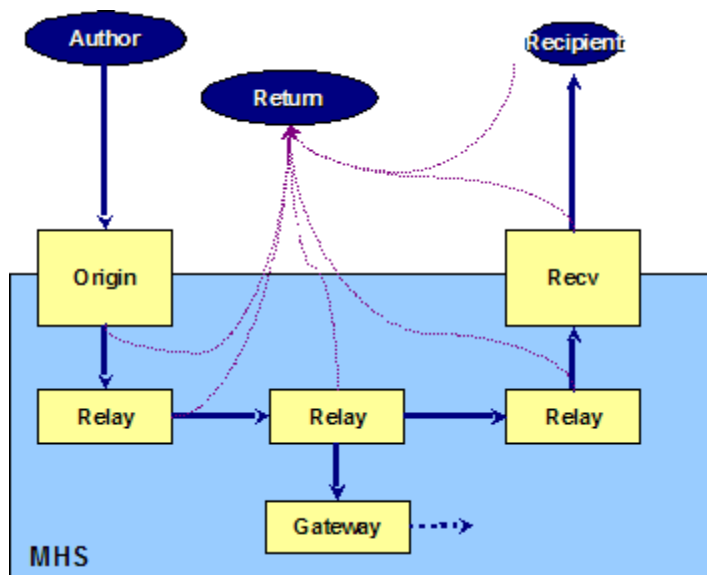 Author
Recipient
Return
Origin
Recv
Relay
Relay
Relay
Gateway
MHS